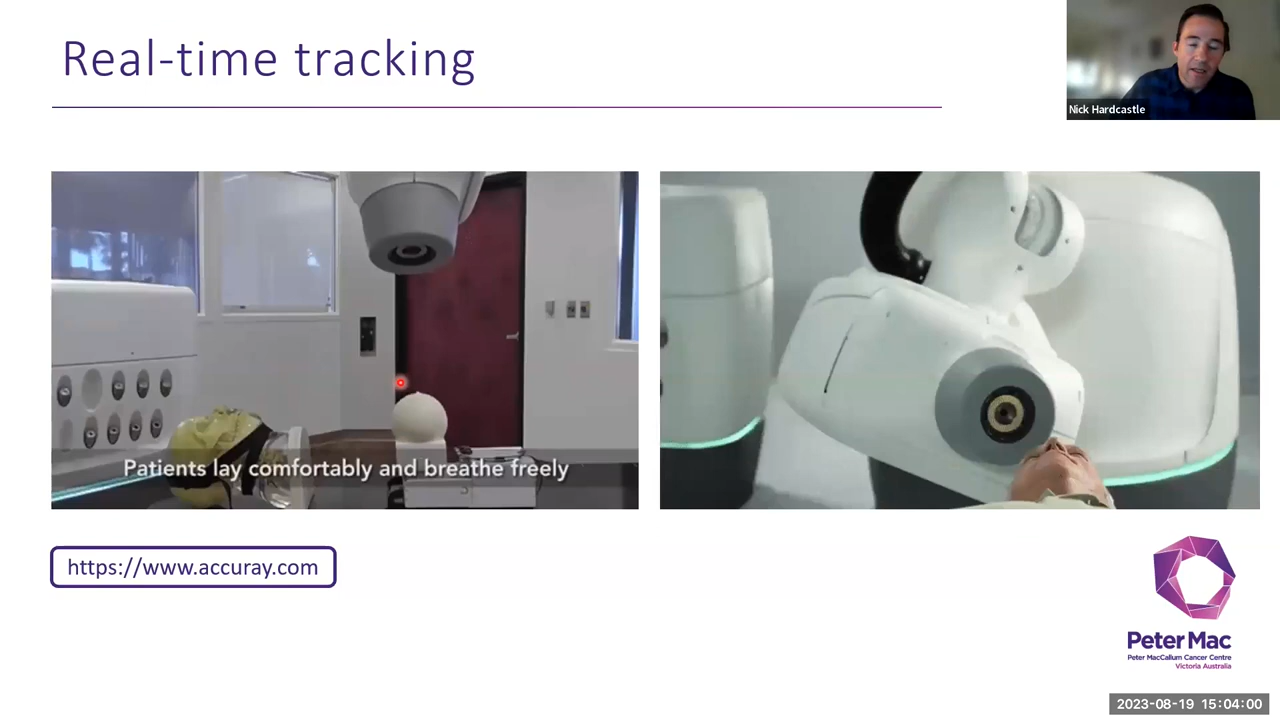 Real-time tracking
Nick Hardcastle
Patients lay comfortably and breathe freely
https://www.accuray.com
Peter Mac
Peter MacCallum Cancer Centre
Victoria Australia
2023-08-19 15:04:00